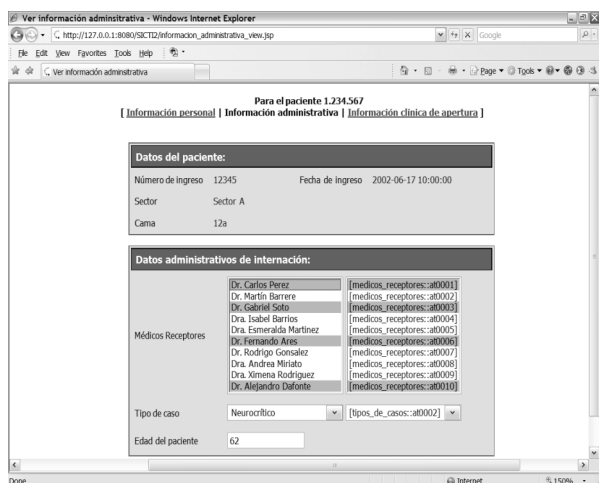 Ver información adminsitrativa - Windows Internet Explorer
http://127.0.0.1:8080/SICTI2/informacion_administrativa_view.jsp
Google
File Edit View Favorites Tools Help
Ver información adminsitrativa
Page Tools
Para el paciente 1.234.567
[ Información personal | Información administrativa | Información clínica de apertura ]
Datos del paciente:
Número de ingreso 12345 Fecha de ingreso 2002-06-17 10:00:00
Sector Sector A
Cama 12a
Datos administrativos de internación:
Médicos Receptores
Dr. Carlos Perez [medicos_receptores::at0001]
Dr. Martín Barrere [medicos_receptores::at0002]
Dr. Gabriel Soto [medicos_receptores::at0003]
Dra. Isabel Barrios [medicos_receptores::at0004]
Dra. Esmeralda Martinez [medicos_receptores::at0005]
Dr. Fernando Ares [medicos_receptores::at0006]
Dr. Rodrigo Gonsalez [medicos_receptores::at0007]
Dra. Andrea Miriato [medicos_receptores::at0008]
Dra. Ximena Rodriguez [medicos_receptores::at0009]
Dr. Alejandro Dafonte [medicos_receptores::at0010]
Tipo de caso Neurocrítico [tipos_de_casos::at0002]
Edad del paciente 62
Done Internet 150%